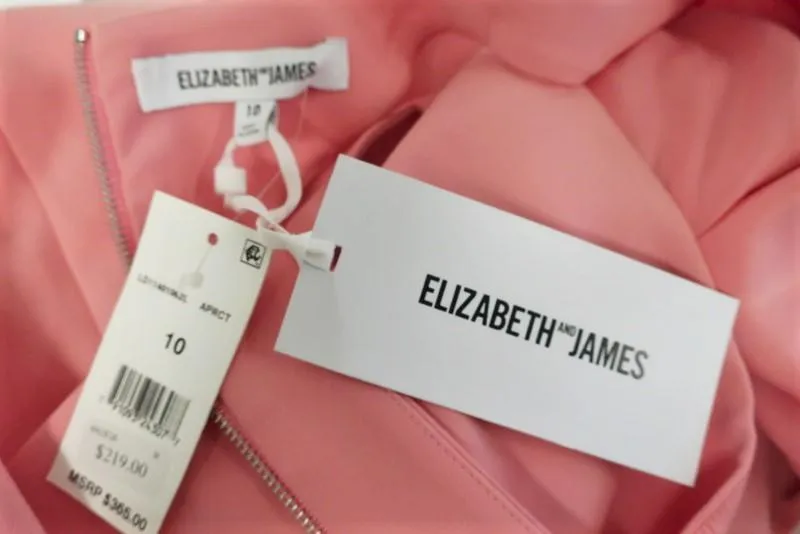 ELIZABETH AND JAMES
10
APRCT
10
$219.00
MSRP $365.00
ELIZABETH AND JAMES